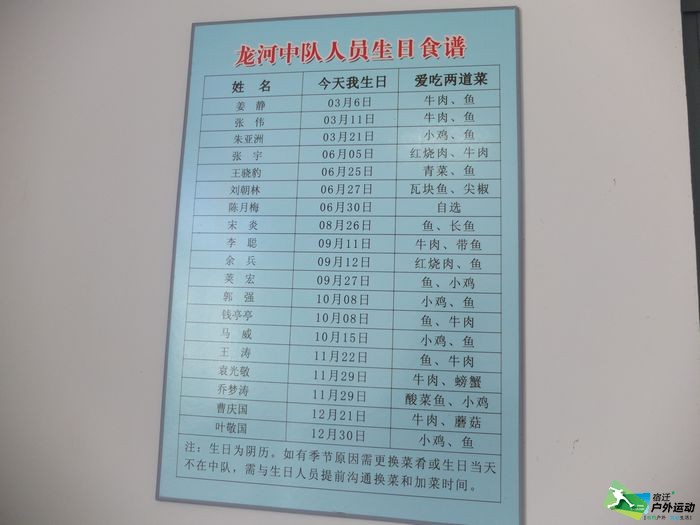 龙河中队人员生日食谱
姓 名 今天我生日 爱吃两道菜
姜 静 03月6日 牛肉、鱼
张 伟 03月11日 牛肉、鱼
朱亚洲 03月21日 小鸡、鱼
张 宇 06月05日 红烧肉、牛肉
王骁豹 06月25日 青菜、鱼
刘朝林 06月27日 瓦块鱼、尖椒
陈月梅 06月30日 自选
宋 炎 08月26日 鱼、长鱼
李 聪 09月11日 牛肉、带鱼
余 兵 09月12日 红烧肉、鱼
宏 09月27日 鱼、小鸡
郭 强 10月08日 小鸡、鱼
钱亭亭 10月08日 鱼、牛肉
马 威 10月15日 小鸡、鱼
王 涛 11月22日 鱼、牛肉
袁光敬 11月29日 牛肉、螃蟹
乔梦涛 11月29日 酸菜鱼、小鸡
曹庆国 12月21日 牛肉、蘑菇
叶敬国 12月30日 小鸡、鱼
注：生日为阴历。如有季节原因需更换菜肴或生日当天
不在中队，需与生日人员提前沟通换菜和加菜时间。
宿迁
户外运动